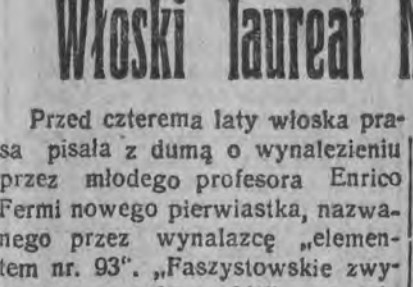 Włoski laureat
Przed czterema laty włoska pra-
sa pisała z dumą o wynalezieniu
przez młodego profesora Enrico
Fermi nowego pierwiastka, nazwa-
nego przez wynalazcę „elemen-
tem nr. 93“. „Faszystowskie zwy-